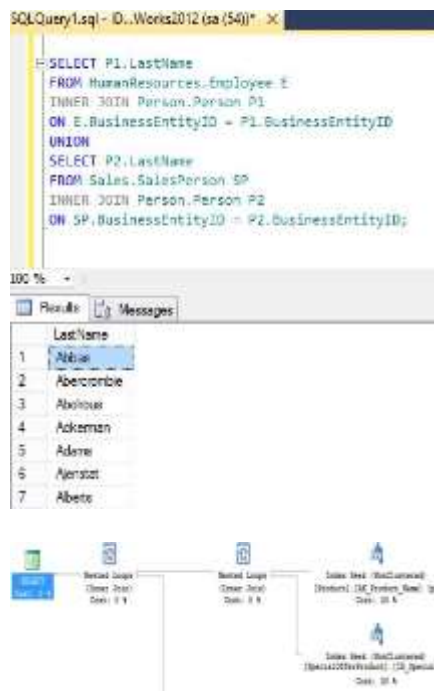 SQLQuery1.sql - (D...Works2012 (sa (54))* ×
SELECT P1.LastName
FROM HumanResources.Employee E
INNER JOIN Person.Person P1
ON E.BusinessEntityID = P1.BusinessEntityID
UNION
SELECT P2.LastName
FROM Sales.SalesPerson SP
INNER JOIN Person.Person P2
ON SP.BusinessEntityID = P2.BusinessEntityID;
100 %
Results Messages
LastName
1 Abbas
2 Abercrombie
3 Abolrous
4 Ackerman
5 Adams
6 Ajenstat
7 Alberts
Nested Loops Nested Loops Index Seek (NonClustered)
(Inner Join) (Inner Join)
Index Seek (NonClustered)